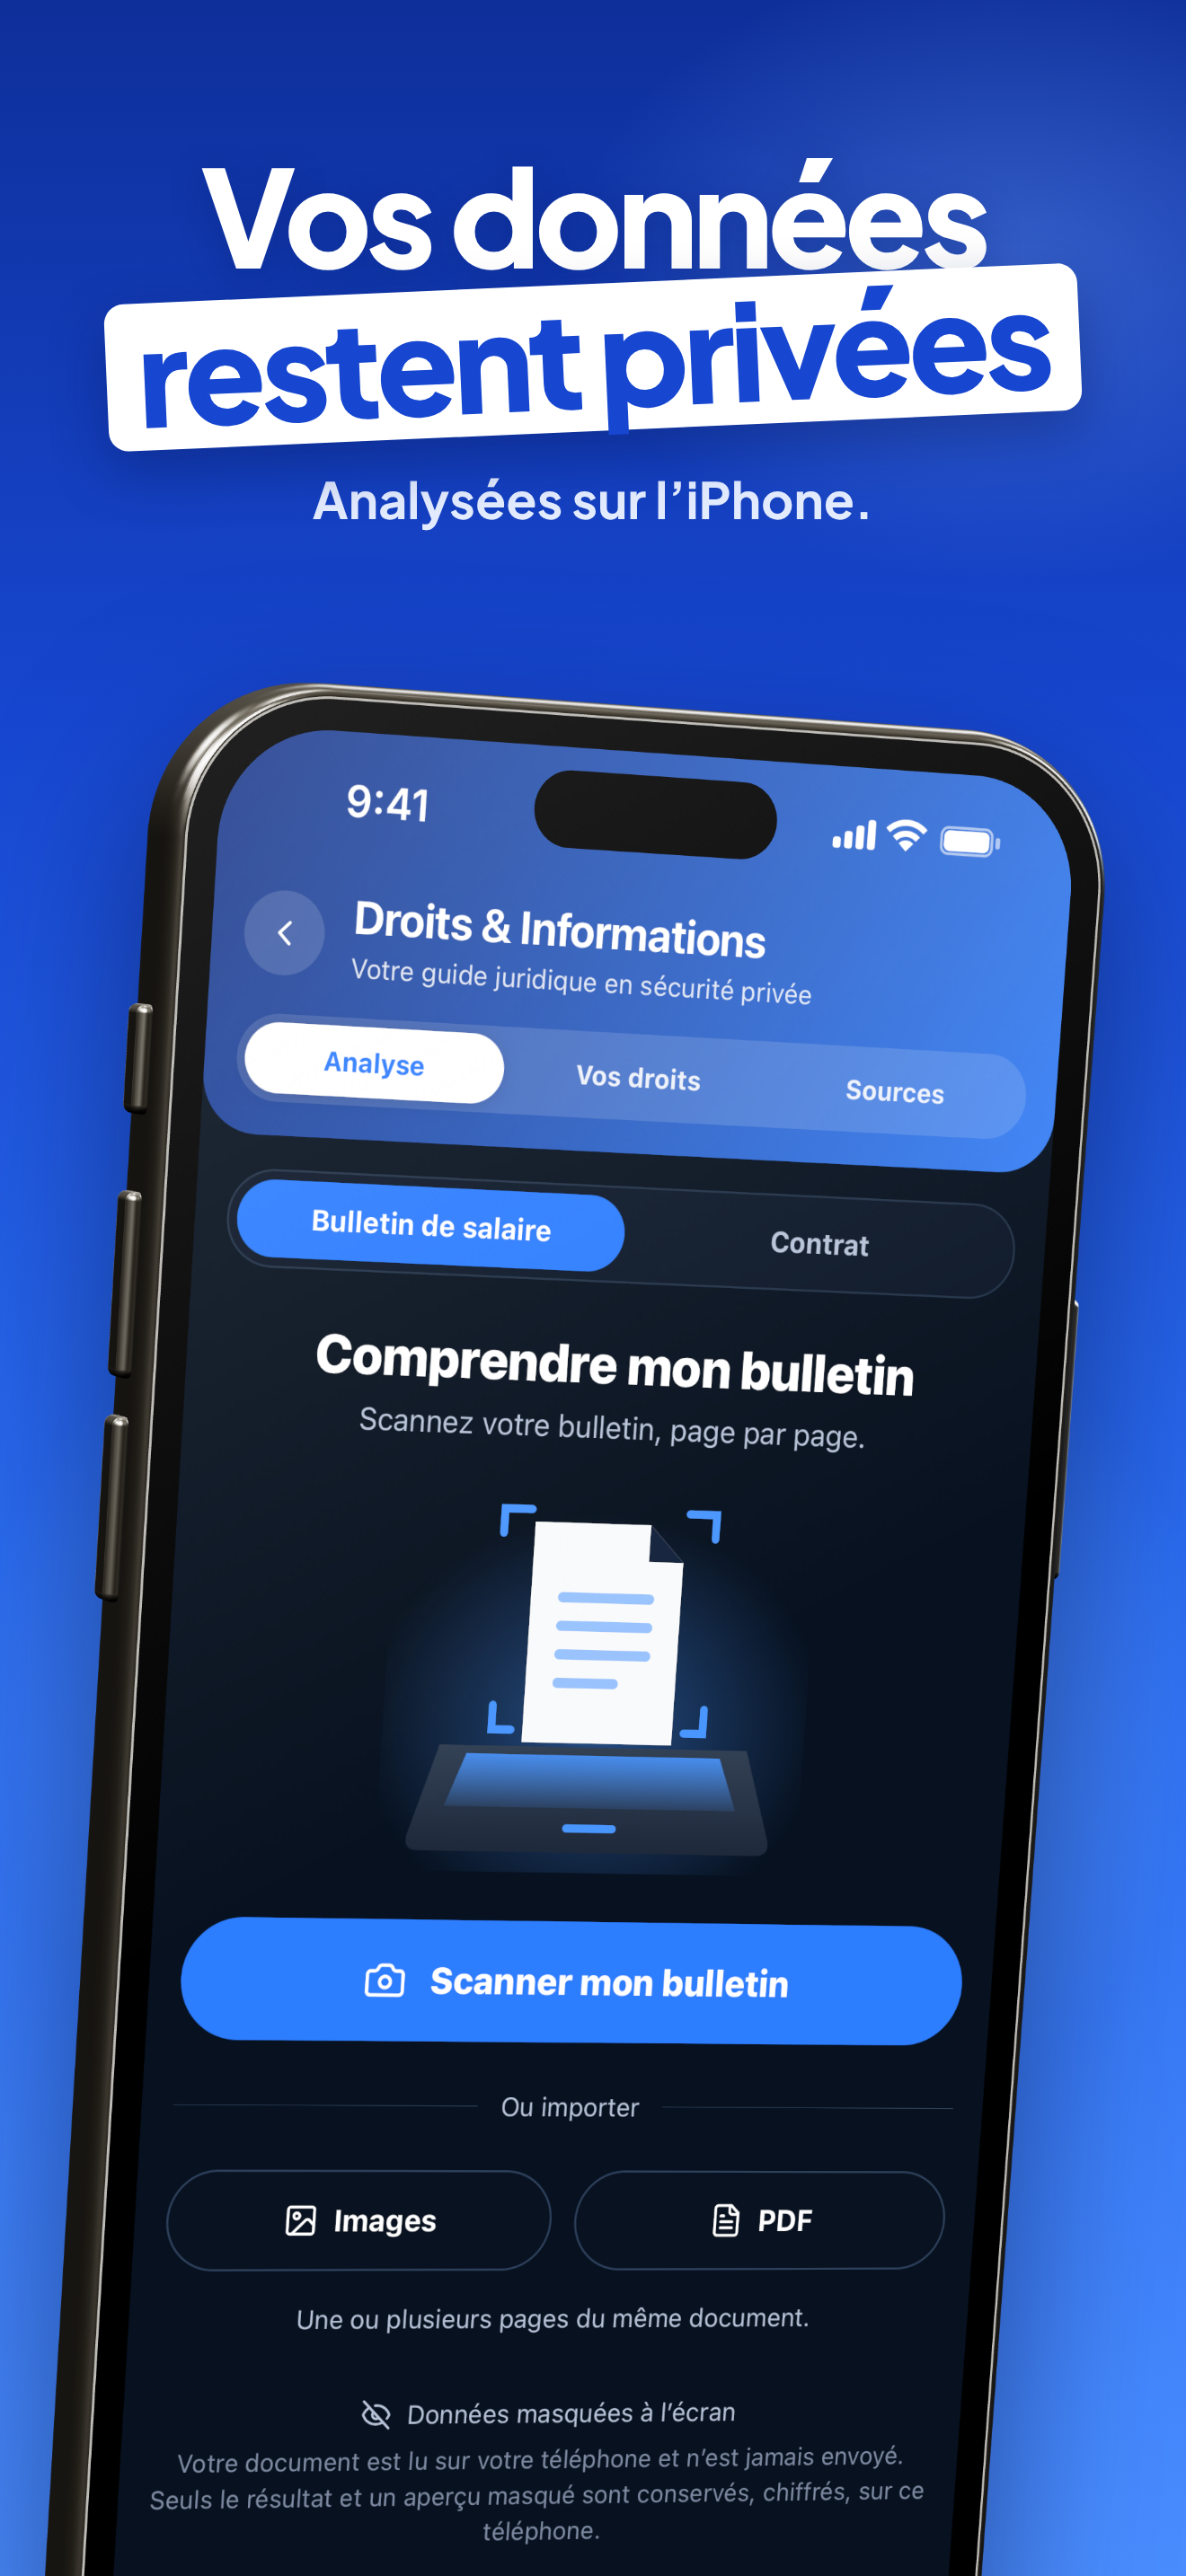 Vos données
restent privées
Analysées sur l’iPhone.
9:41
Droits & Informations
Votre guide juridique en sécurité privée
Analyse
Vos droits
Sources
Bulletin de salaire
Contrat
Comprendre mon bulletin
Scannez votre bulletin, page par page.
Scanner mon bulletin
Ou importer
Images
PDF
Une ou plusieurs pages du même document.
Données masquées à l’écran
Votre document est lu sur votre téléphone et n’est jamais envoyé.
Seuls le résultat et un aperçu masqué sont conservés, chiffrés, sur ce
téléphone.